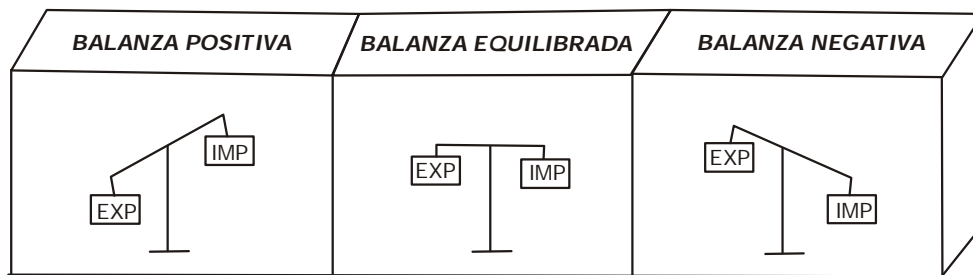 BALANZA POSITIVA
BALANZA EQUILIBRADA
BALANZA NEGATIVA
IMP
EXP
EXP
IMP
EXP
IMP